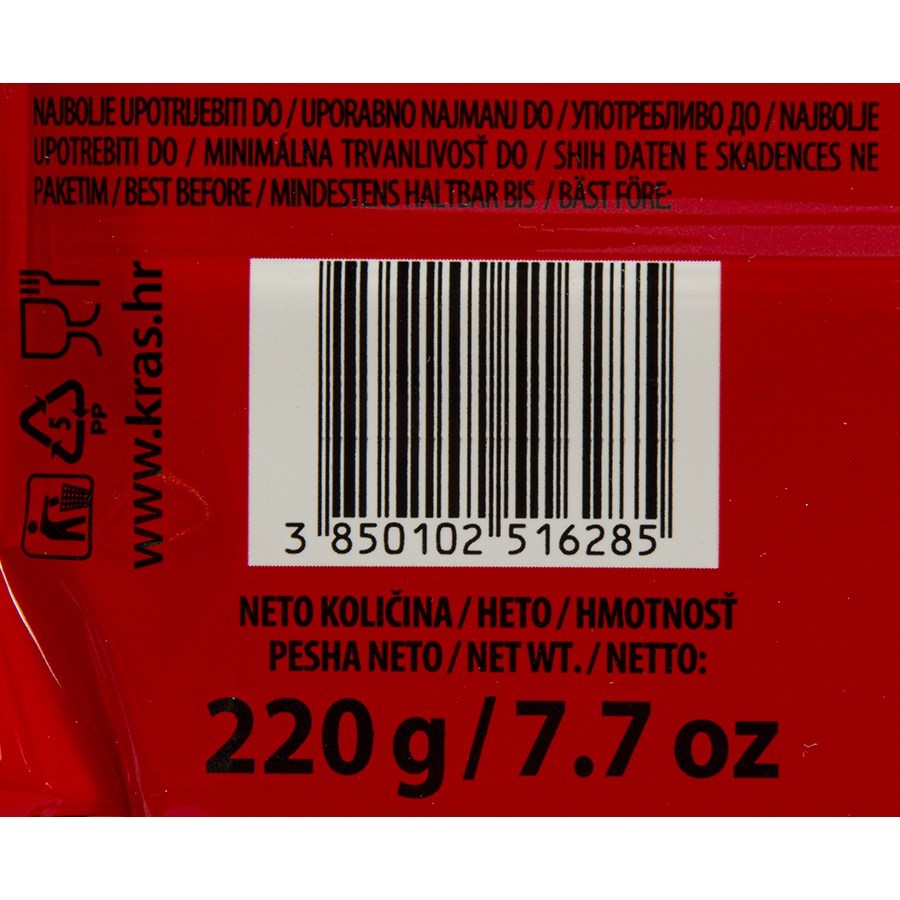 NAJBOLJE UPOTRIJEBITI DO / UPORABNO NAJMANJ DO / УПОТРЕБЛИВО ДО / NAJBOLJE
UPOTREBITI DO / MINIMÁLNA TRVANLIVOSŤ DO / SHIH DATEN E SKADENCES NE
PAKETIM / BEST BEFORE / MINDESTENS HALTBAR BIS / BÄST FÖRE:
www.kras.hr
5
PP
3 850102 516285
NETO KOLIČINA / НЕТО / HMOTNOSŤ
PESHA NETO / NET WT. / NETTO:
220 g / 7.7 oz